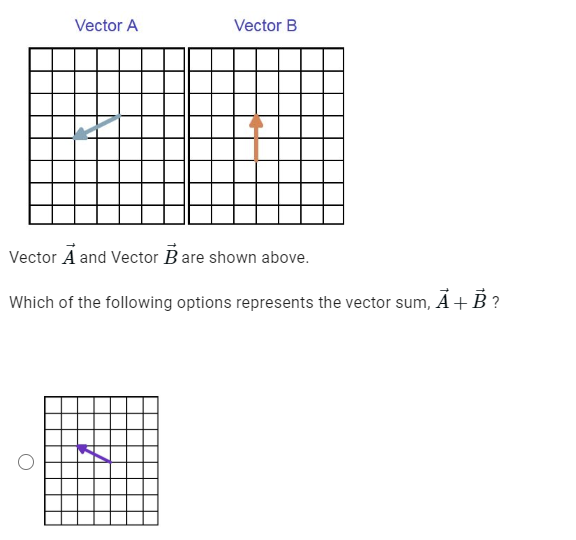 Vector A
Vector B
Vector A⃗ and Vector B⃗ are shown above.
Which of the following options represents the vector sum, A⃗ + B⃗ ?